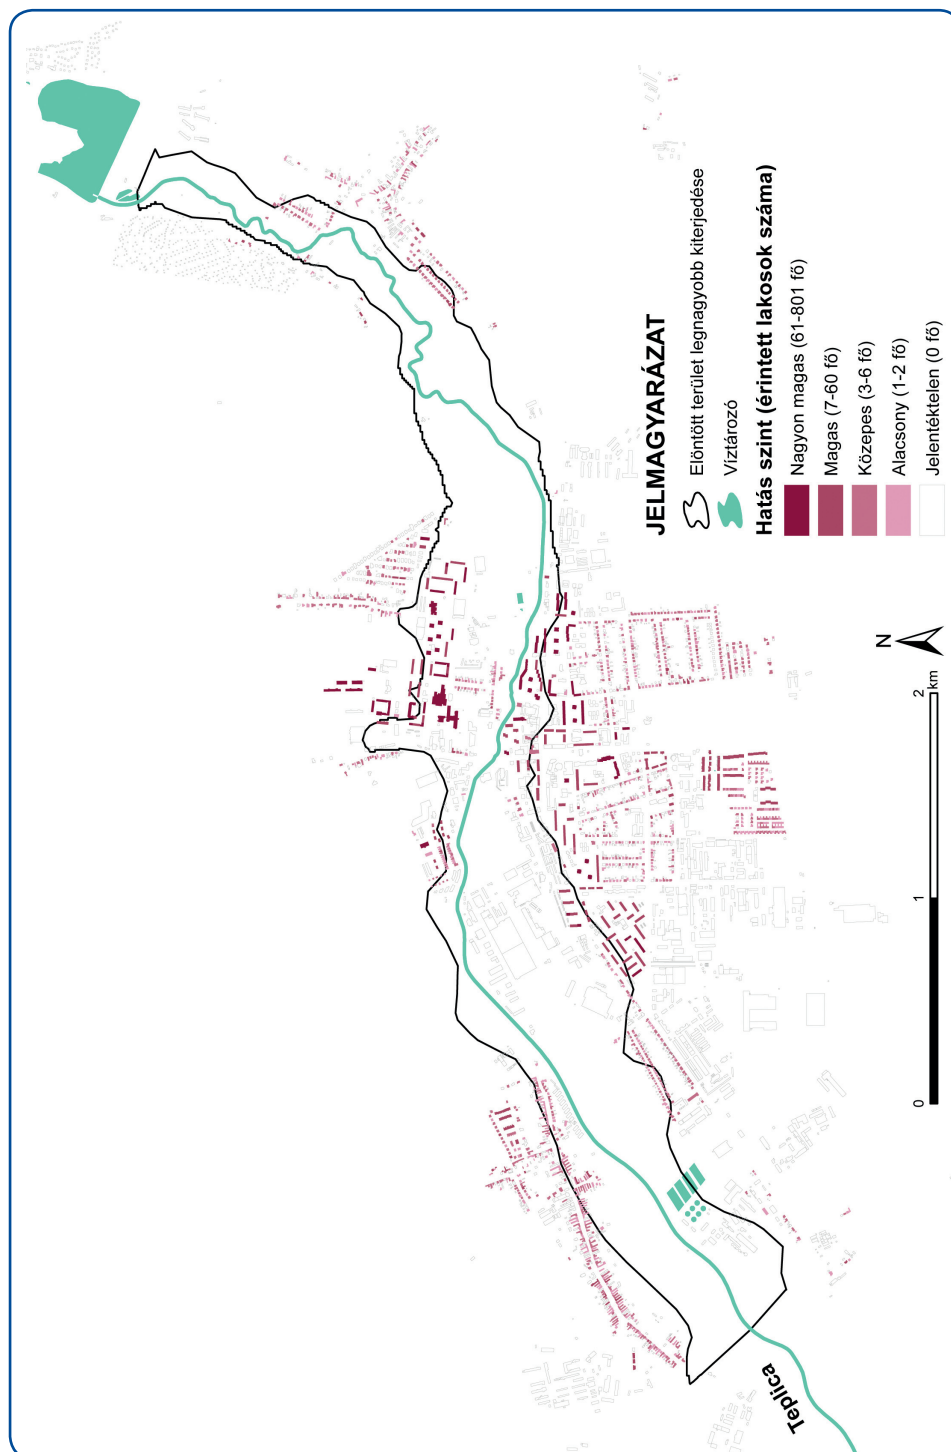 JELMAGYARÁZAT
Elöntött terület legnagyobb kiterjedése
Víztározó
Hatás szint (érintett lakosok száma)
Nagyon magas (61-801 fő)
Magas (7-60 fő)
Közepes (3-6 fő)
Alacsony (1-2 fő)
Jelentéktelen (0 fő)
N
0 1 2 km
Teplica